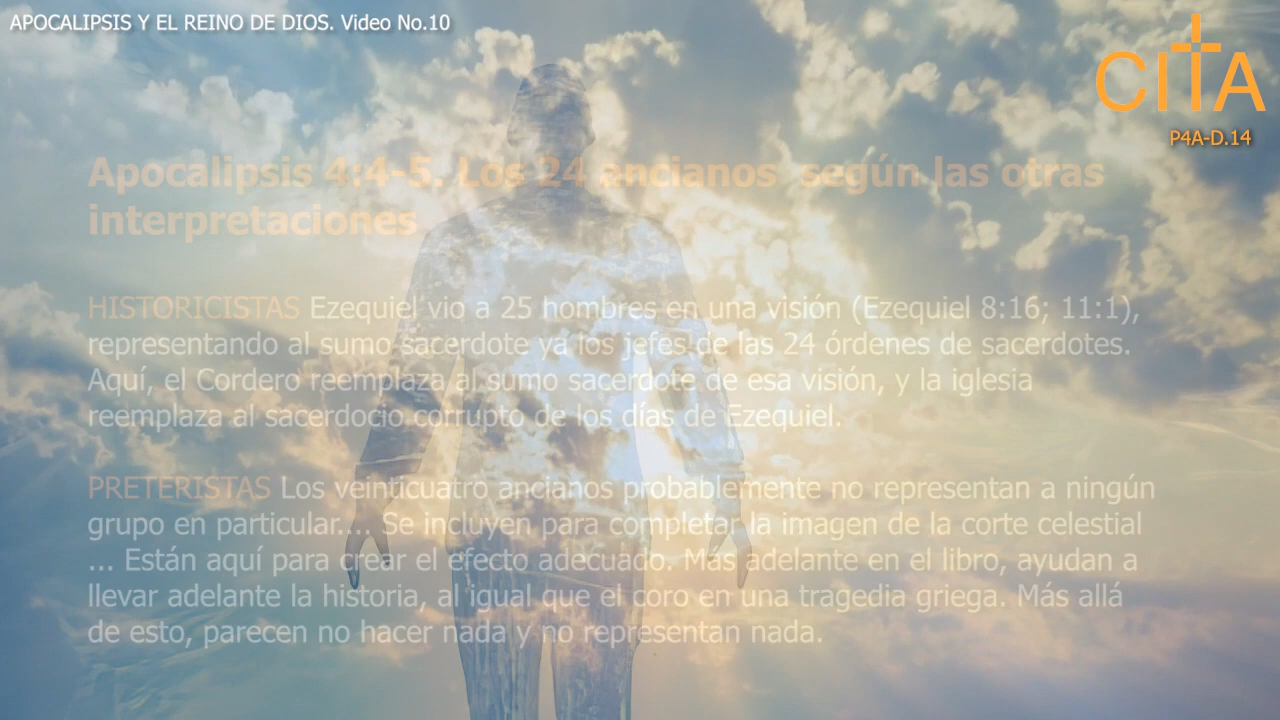 APOCALIPSIS Y EL REINO DE DIOS. Video No.10
CITA
P4A-D.14
Apocalipsis 4:4-5. Los 24 ancianos según las otras
interpretaciones
HISTORICISTAS Ezequiel vio a 25 hombres en una visión (Ezequiel 8:16; 11:1),
representando al sumo sacerdote ya los jefes de las 24 órdenes de sacerdotes.
Aquí, el Cordero reemplaza al sumo sacerdote de esa visión, y la iglesia
reemplaza al sacerdocio corrupto de los días de Ezequiel.
PRETERISTAS Los veinticuatro ancianos probablemente no representan a ningún
grupo en particular.... Se incluyen para completar la imagen de la corte celestial
... Están aquí para crear el efecto adecuado. Más adelante en el libro, ayudan a
llevar adelante la historia, al igual que el coro en una tragedia griega. Más allá
de esto, parecen no hacer nada y no representan nada.